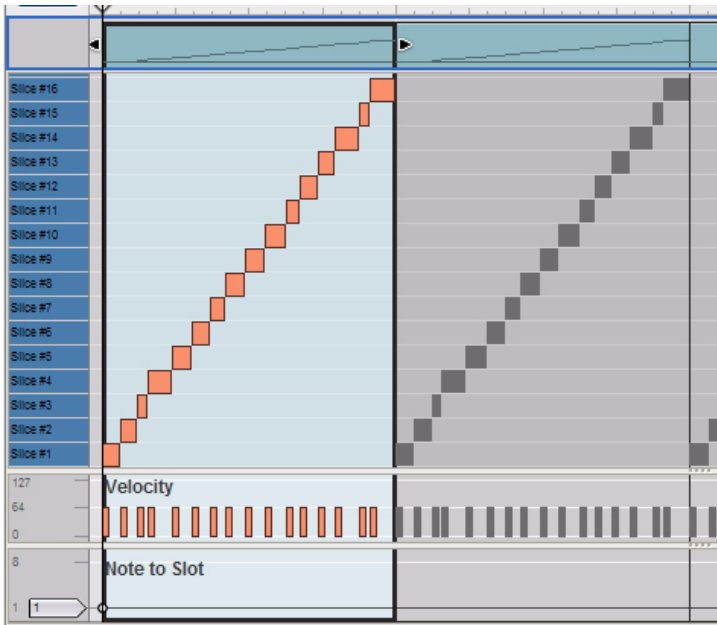 Slice #16
Slice #15
Slice #14
Slice #13
Slice #12
Slice #11
Slice #10
Slice #9
Slice #8
Slice #7
Slice #6
Slice #5
Slice #4
Slice #3
Slice #2
Slice #1
127
Velocity
64
0
8
Note to Slot
1 1